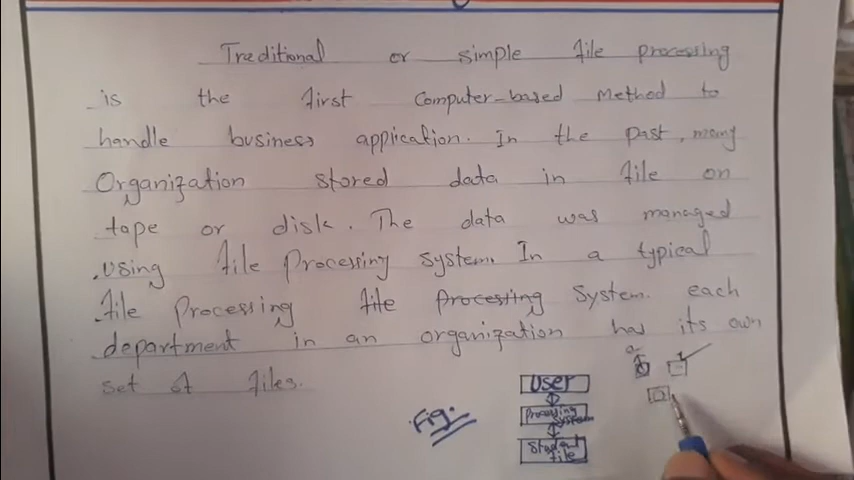 Traditional or simple file processing
is the first Computer-based Method to
handle business application. In the past, many
Organization stored data in file on
tape or disk. The data was managed
using file Processing system. In a typical
file Processing file Processing System. each
department in an organization has its own
set of files.
Fig:
User
Processing System
Student file